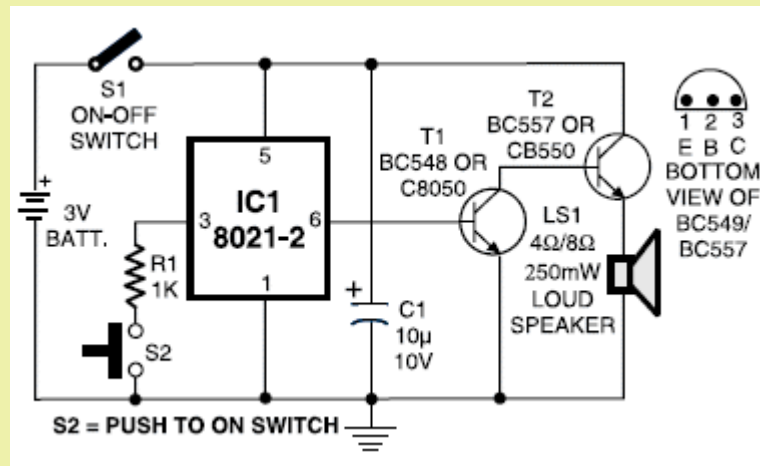 S1
ON-OFF
SWITCH
T2
BC557 OR
CB550
T1
BC548 OR
C8050
1 2 3
E B C
BOTTOM
VIEW OF
BC549/
BC557
5
IC1
3
6
8021-2
1
+
3V
BATT.
R1
1K
S2
LS1
4Ω/8Ω
250mW
LOUD
SPEAKER
+
C1
10µ
10V
S2 = PUSH TO ON SWITCH